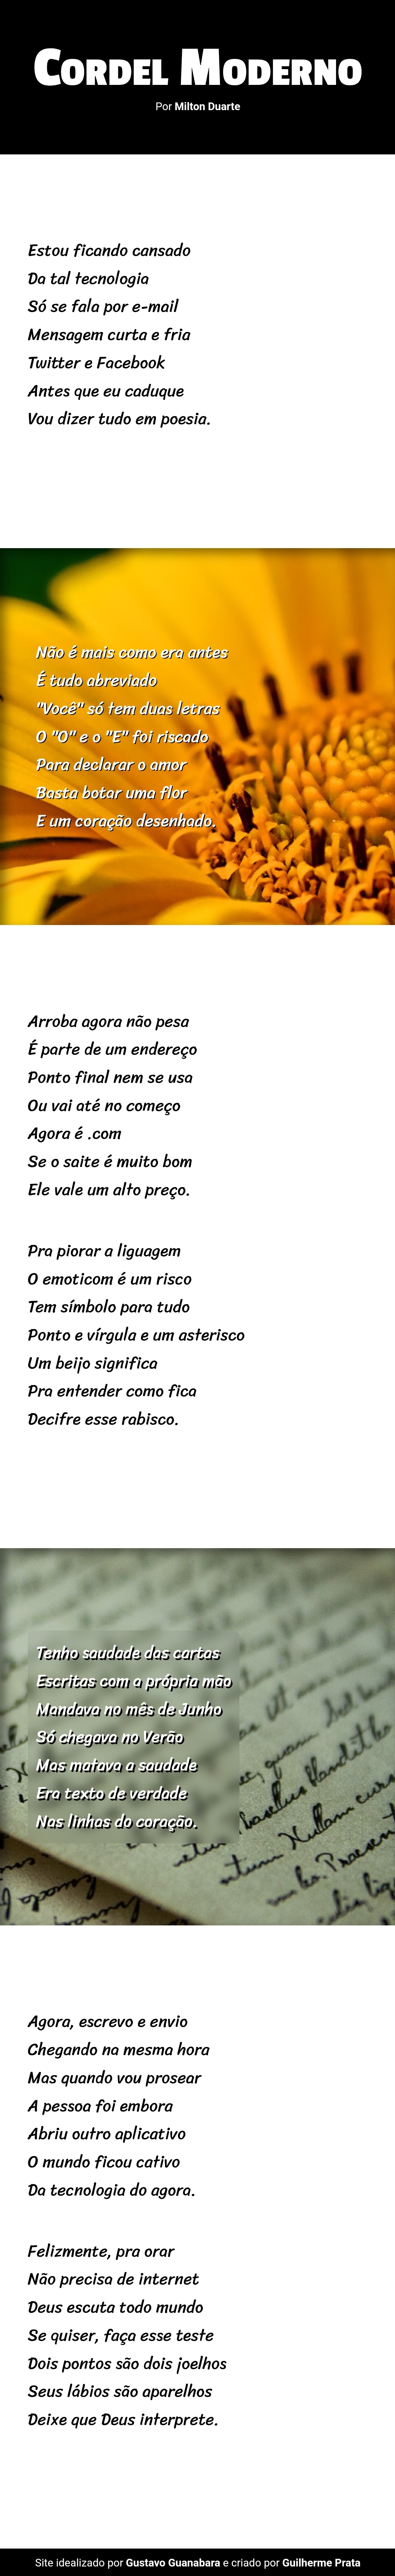 Cordel Moderno
Por Milton Duarte
Estou ficando cansado
Da tal tecnologia
Só se fala por e-mail
Mensagem curta e fria
Twitter e Facebook
Antes que eu caduque
Vou dizer tudo em poesia.
Não é mais como era antes
É tudo abreviado
"Você" só tem duas letras
O "O" e o "E" foi riscado
Para declarar o amor
Basta botar uma flor
E um coração desenhado.
Arroba agora não pesa
É parte de um endereço
Ponto final nem se usa
Ou vai até no começo
Agora é .com
Se o saite é muito bom
Ele vale um alto preço.
Pra piorar a liguagem
O emoticom é um risco
Tem símbolo para tudo
Ponto e vírgula e um asterisco
Um beijo significa
Pra entender como fica
Decifre esse rabisco.
Tenho saudade das cartas
Escritas com a própria mão
Mandava no mês de Junho
Só chegava no Verão
Mas matava a saudade
Era texto de verdade
Nas linhas do coração.
Agora, escrevo e envio
Chegando na mesma hora
Mas quando vou prosear
A pessoa foi embora
Abriu outro aplicativo
O mundo ficou cativo
Da tecnologia do agora.
Felizmente, pra orar
Não precisa de internet
Deus escuta todo mundo
Se quiser, faça esse teste
Dois pontos são dois joelhos
Seus lábios são aparelhos
Deixe que Deus interprete.
Site idealizado por Gustavo Guanabara e criado por Guilherme Prata